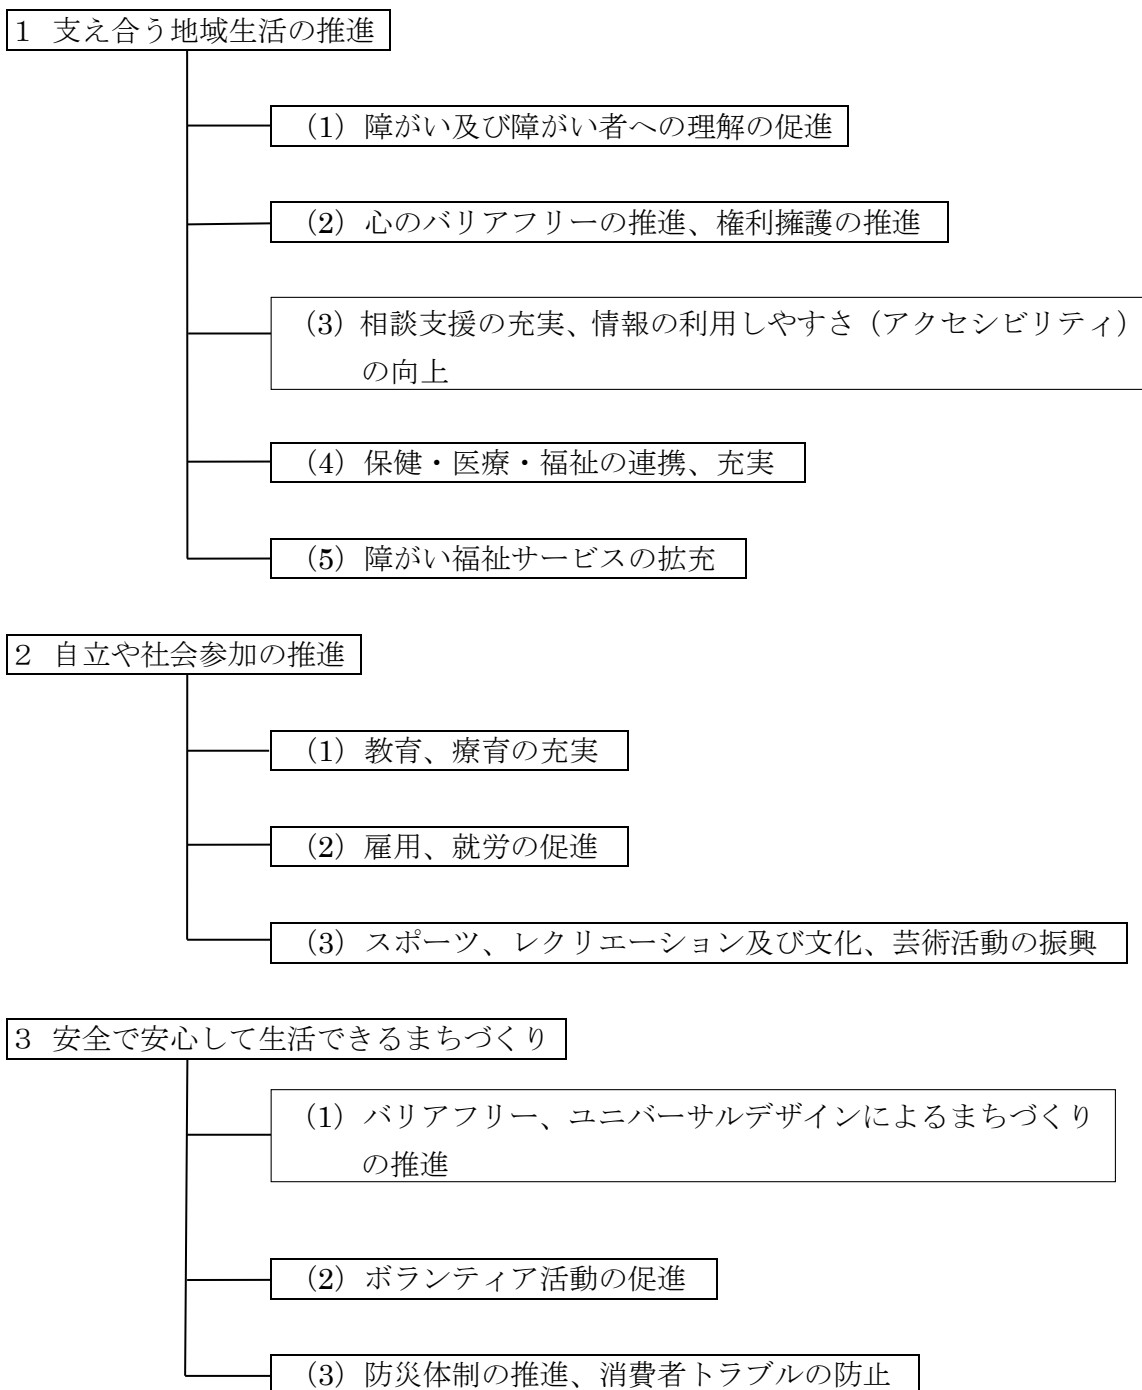 1 支え合う地域生活の推進
（1）障がい及び障がい者への理解の促進
（2）心のバリアフリーの推進、権利擁護の推進
（3）相談支援の充実、情報の利用しやすさ（アクセシビリティ）
の向上
（4）保健・医療・福祉の連携、充実
（5）障がい福祉サービスの拡充
2 自立や社会参加の推進
（1）教育、療育の充実
（2）雇用、就労の促進
（3）スポーツ、レクリエーション及び文化、芸術活動の振興
3 安全で安心して生活できるまちづくり
（1）バリアフリー、ユニバーサルデザインによるまちづくり
の推進
（2）ボランティア活動の促進
（3）防災体制の推進、消費者トラブルの防止